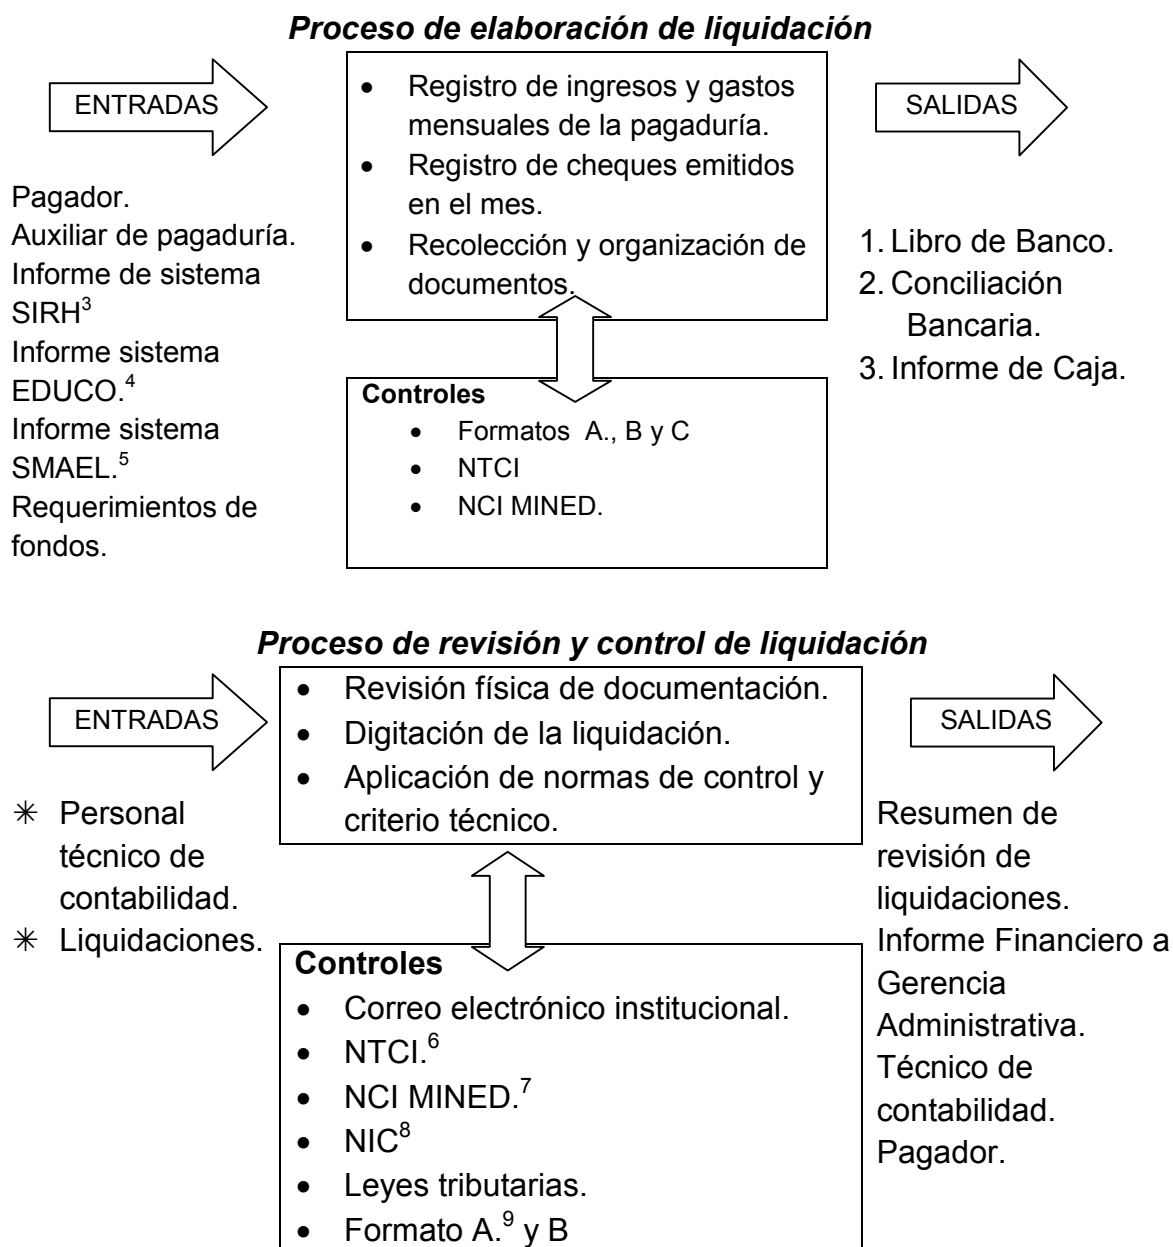 Proceso de elaboración de liquidación
ENTRADAS
Pagador.
Auxiliar de pagaduría.
Informe de sistema
SIRH3
Informe sistema
EDUCO.4
Informe sistema
SMAEL.5
Requerimientos de
fondos.
• Registro de ingresos y gastos
mensuales de la pagaduría.
• Registro de cheques emitidos
en el mes.
• Recolección y organización de
documentos.
Controles
• Formatos A., B y C
• NTCI
• NCI MINED.
SALIDAS
1. Libro de Banco.
2. Conciliación
Bancaria.
3. Informe de Caja.
Proceso de revisión y control de liquidación
ENTRADAS
✳ Personal
técnico de
contabilidad.
✳ Liquidaciones.
• Revisión física de documentación.
• Digitación de la liquidación.
• Aplicación de normas de control y
criterio técnico.
Controles
• Correo electrónico institucional.
• NTCI.6
• NCI MINED.7
• NIC8
• Leyes tributarias.
• Formato A.9 y B
SALIDAS
Resumen de
revisión de
liquidaciones.
Informe Financiero a
Gerencia
Administrativa.
Técnico de
contabilidad.
Pagador.